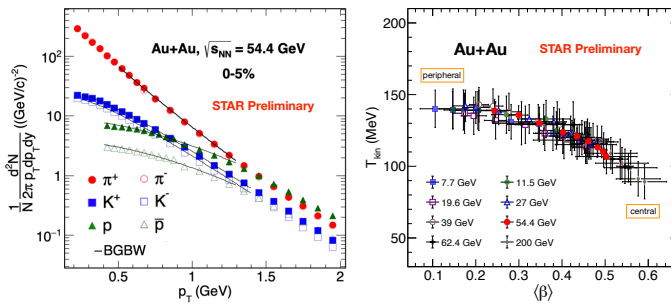 Au+Au, √s_NN = 54.4 GeV
0-5%
STAR Preliminary
1/N d²N/2π p_T dp_T dy ((GeV/c)⁻²)
10²
10
1
10⁻¹
π⁺ π⁻
K⁺ K⁻
p p̄
—BGBW
0.5 1 1.5 2
p_T (GeV)
Au+Au STAR Preliminary
peripheral
T_kin (MeV)
200
150
100
50
7.7 GeV 11.5 GeV
19.6 GeV 27 GeV
39 GeV 54.4 GeV
62.4 GeV 200 GeV
central
0.1 0.2 0.3 0.4 0.5 0.6
⟨β⟩